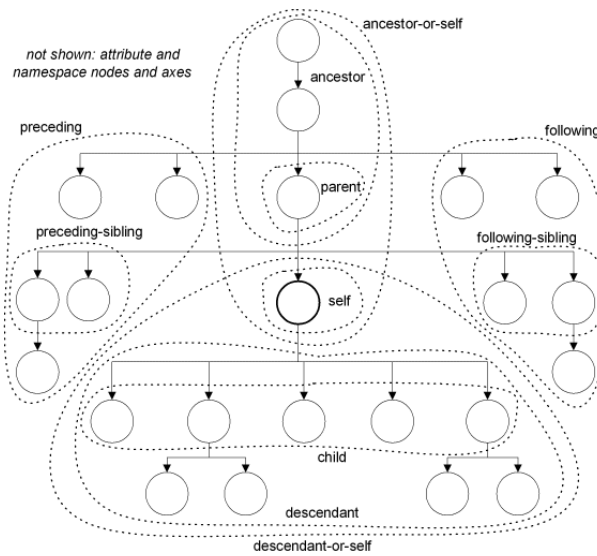 ancestor-or-self
not shown: attribute and
namespace nodes and axes
ancestor
preceding
following
parent
preceding-sibling
following-sibling
self
child
descendant
descendant-or-self